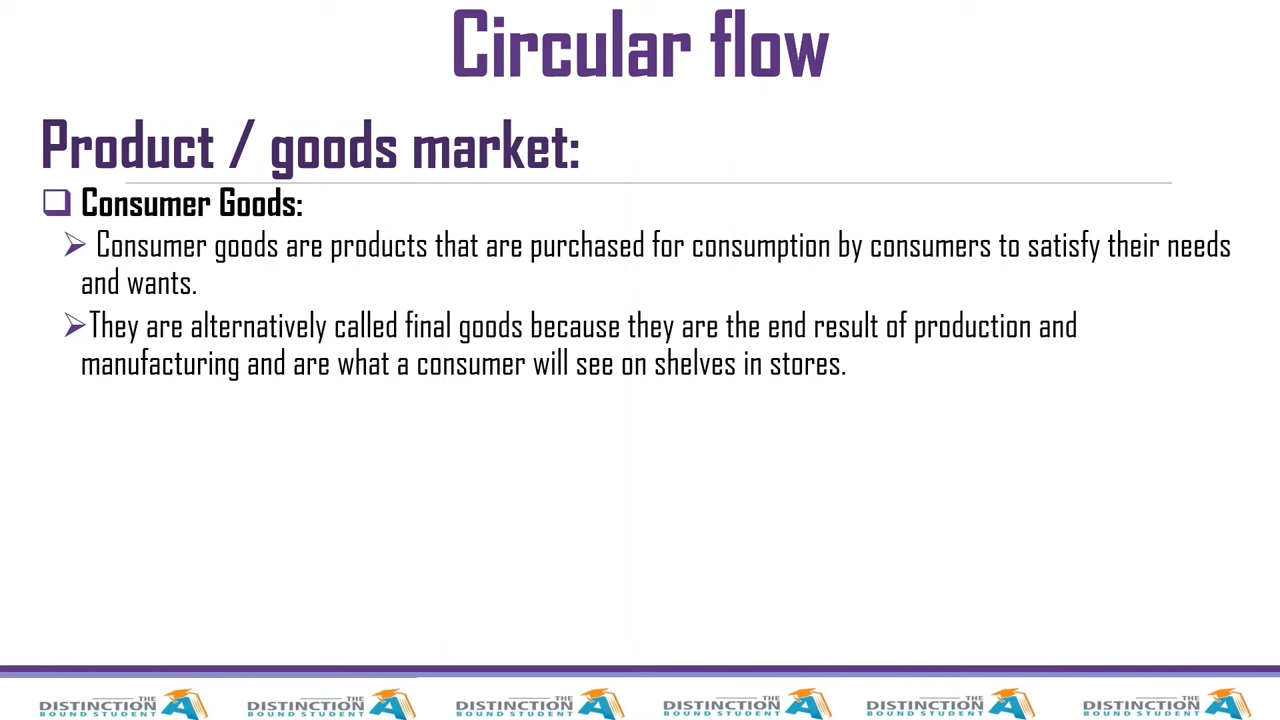 Circular flow
Product / goods market:
Consumer Goods:
Consumer goods are products that are purchased for consumption by consumers to satisfy their needs
and wants.
They are alternatively called final goods because they are the end result of production and
manufacturing and are what a consumer will see on shelves in stores.
THE DISTINCTION BOUND STUDENT
THE DISTINCTION BOUND STUDENT
THE DISTINCTION BOUND STUDENT
THE DISTINCTION BOUND STUDENT
THE DISTINCTION BOUND STUDENT
THE DISTINCTION BOUND STUDENT